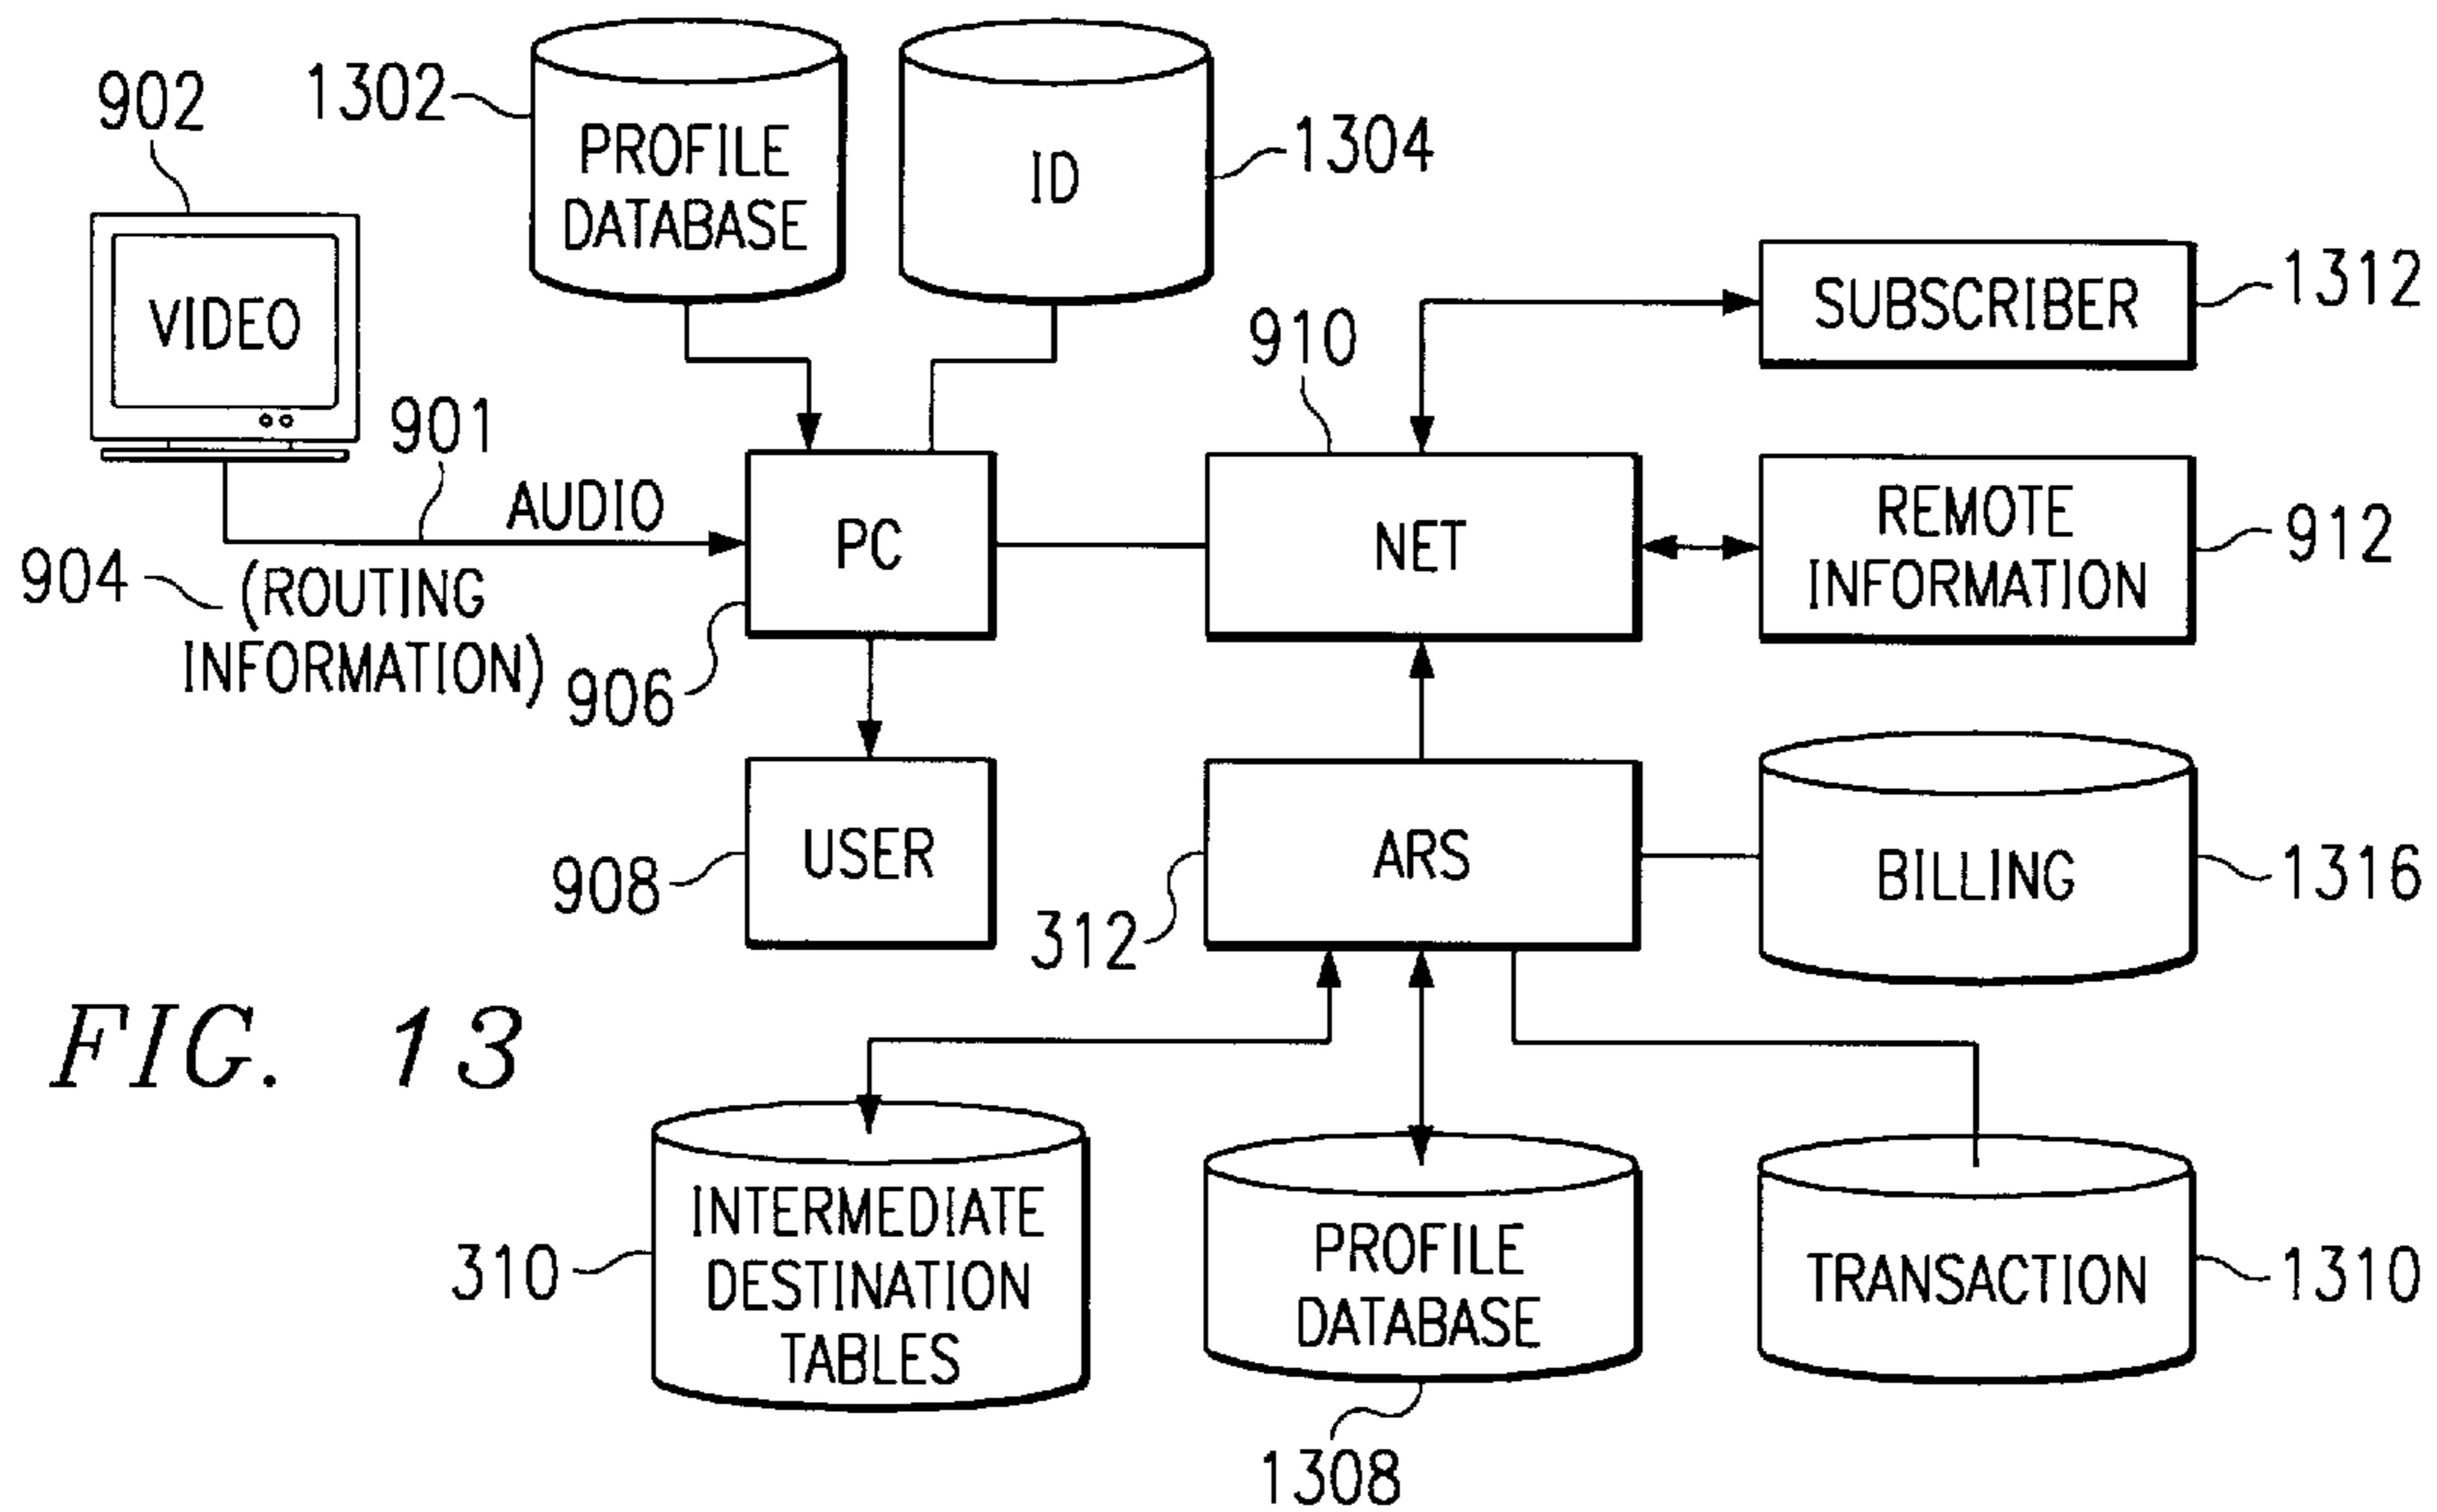 902
1302
PROFILE
DATABASE
ID
1304
VIDEO
901
AUDIO
904
(ROUTING
INFORMATION)
906
PC
910
NET
SUBSCRIBER
1312
REMOTE
INFORMATION
912
USER
908
ARS
312
BILLING
1316
FIG. 13
310
INTERMEDIATE
DESTINATION
TABLES
PROFILE
DATABASE
1308
TRANSACTION
1310